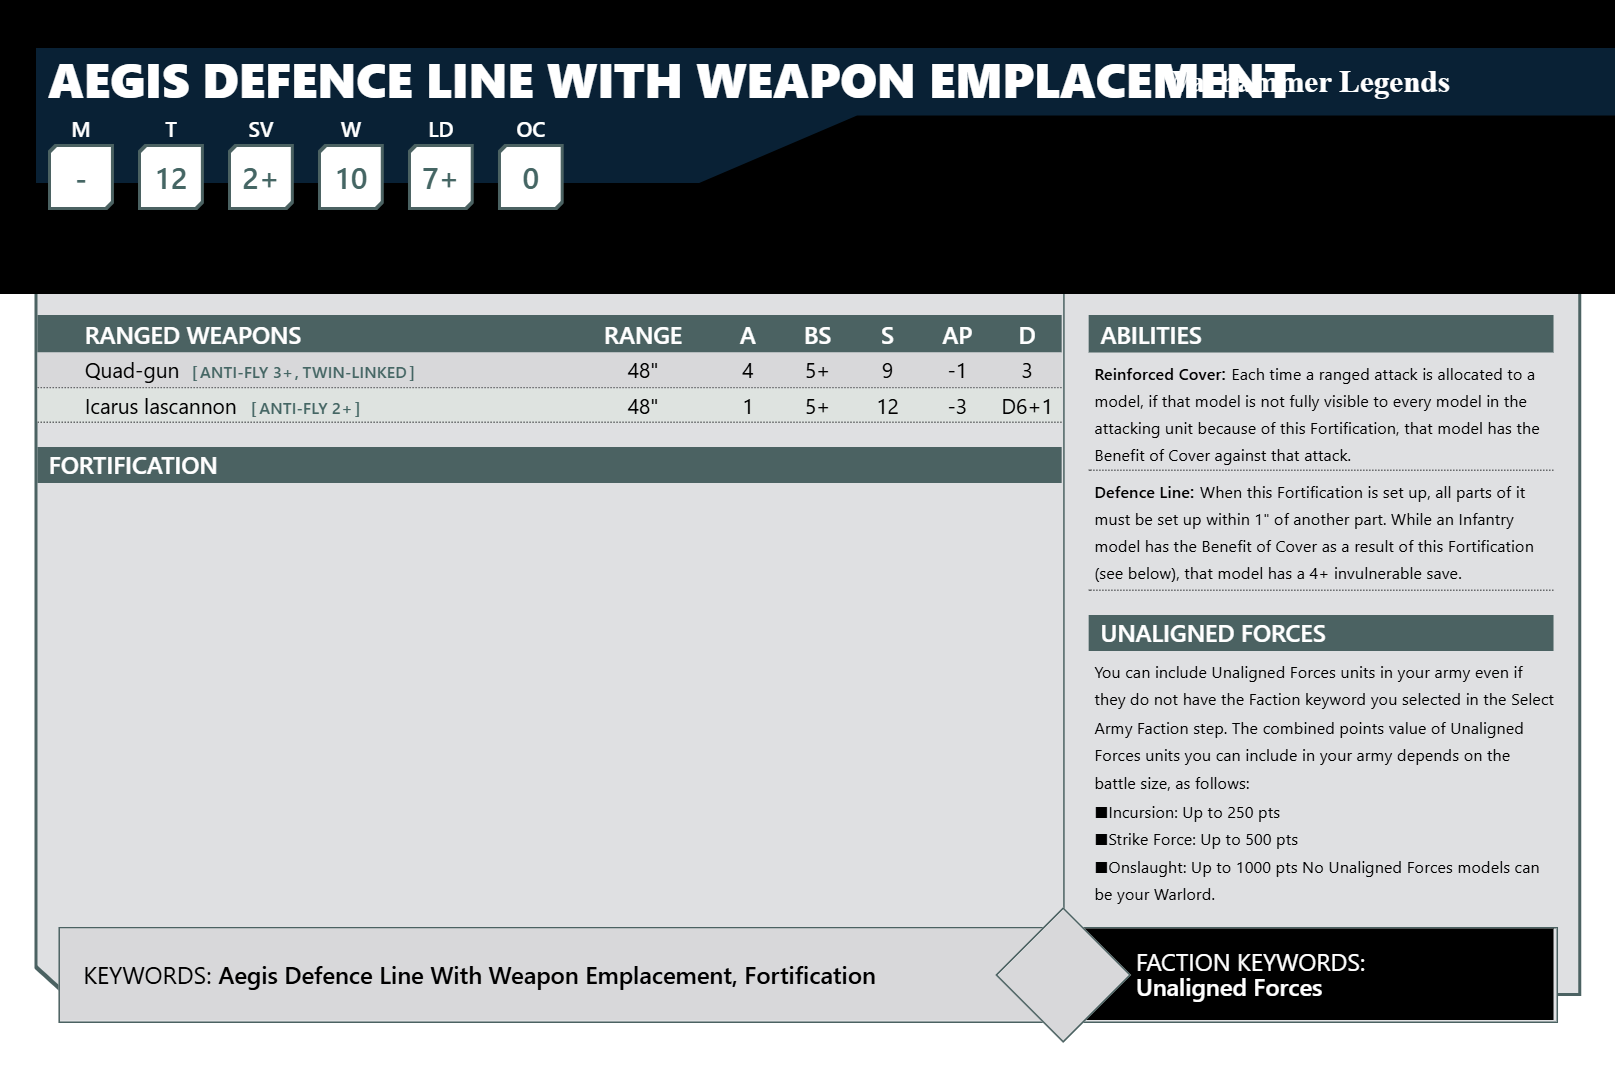 AEGIS DEFENCE LINE WITH WEAPON EMPLACEMENT
Warhammer Legends
M T SV W LD OC
- 12 2+ 10 7+ 0
RANGED WEAPONS RANGE A BS S AP D
Quad-gun [ANTI-FLY 3+, TWIN-LINKED] 48" 4 5+ 9 -1 3
Icarus lascannon [ANTI-FLY 2+] 48" 1 5+ 12 -3 D6+1
FORTIFICATION
ABILITIES
Reinforced Cover: Each time a ranged attack is allocated to a
model, if that model is not fully visible to every model in the
attacking unit because of this Fortification, that model has the
Benefit of Cover against that attack.
Defence Line: When this Fortification is set up, all parts of it
must be set up within 1" of another part. While an Infantry
model has the Benefit of Cover as a result of this Fortification
(see below), that model has a 4+ invulnerable save.
UNALIGNED FORCES
You can include Unaligned Forces units in your army even if
they do not have the Faction keyword you selected in the Select
Army Faction step. The combined points value of Unaligned
Forces units you can include in your army depends on the
battle size, as follows:
■Incursion: Up to 250 pts
■Strike Force: Up to 500 pts
■Onslaught: Up to 1000 pts No Unaligned Forces models can
be your Warlord.
KEYWORDS: Aegis Defence Line With Weapon Emplacement, Fortification
FACTION KEYWORDS:
Unaligned Forces